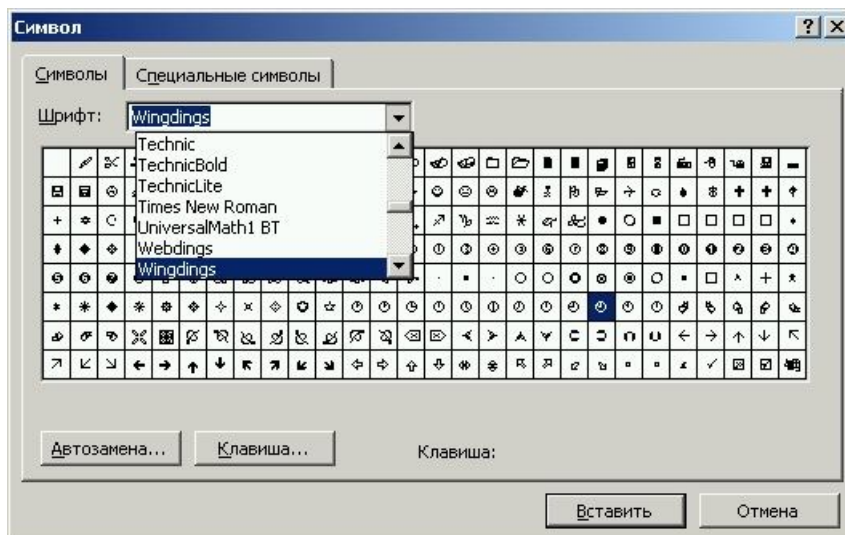 Символ
Символы
Специальные символы
Шрифт:
Wingdings
Technic
TechnicBold
TechnicLite
Times New Roman
UniversalMath1 BT
Webdings
Wingdings
Автозамена...
Клавиша...
Клавиша:
Вставить
Отмена